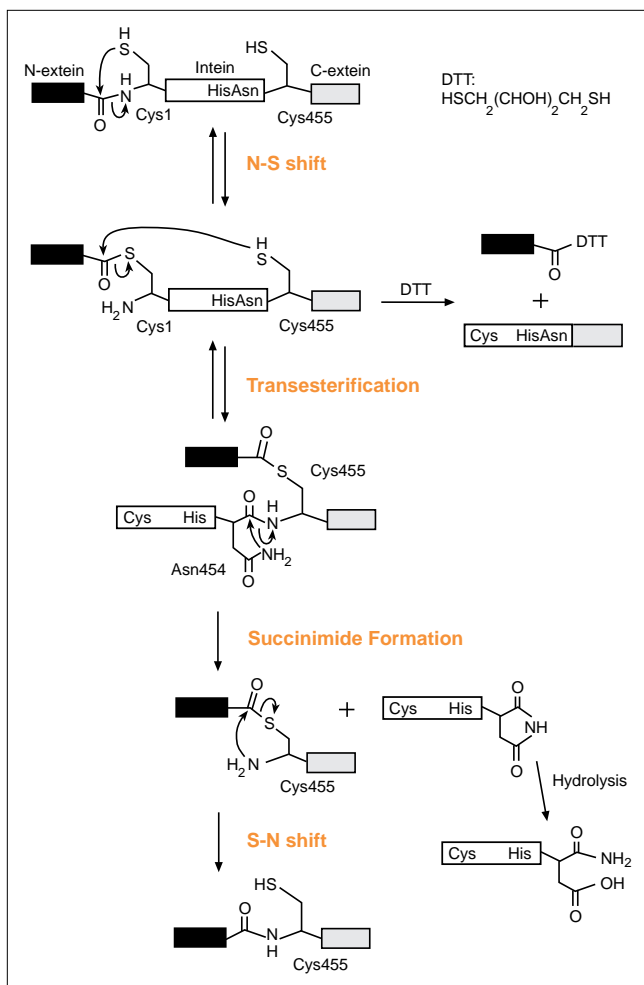 H
S
HS
N-extein
H
N
Intein
C-extein
HisAsn
O
Cys1
Cys455
DTT:
HSCH2(CHOH)2CH2SH
N-S shift
H
S
S
O
H2N
HisAsn
Cys1
Cys455
DTT
DTT
O
+
Cys HisAsn
Transesterification
O
S
Cys455
O
H
N
Cys His
NH2
Asn454
O
Succinimide Formation
O
S
+
H2N
Cys455
Cys His
O
NH
O
Hydrolysis
S-N shift
Cys His
O
NH2
OH
O
HS
O
N
H
Cys455